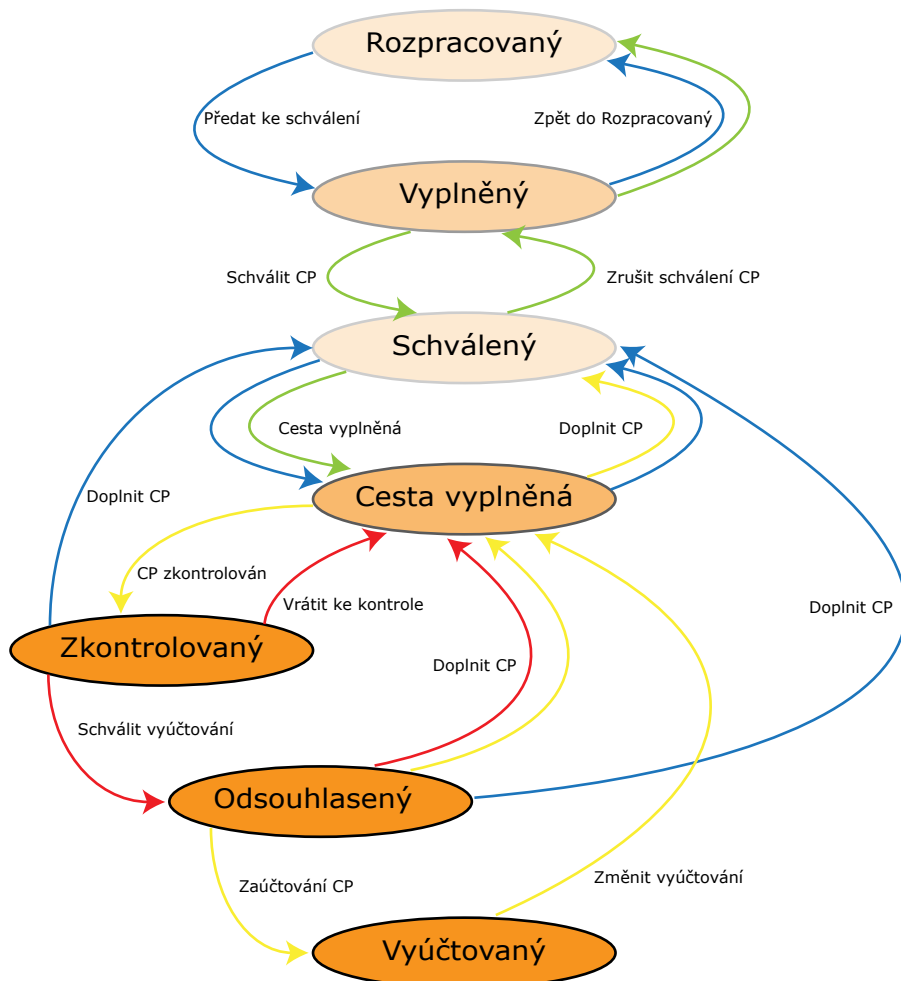 Rozpracovaný
Předat ke schválení
Zpět do Rozpracovaný
Vyplněný
Schválit CP
Zrušit schválení CP
Schválený
Cesta vyplněná
Doplnit CP
Doplnit CP
Cesta vyplněná
CP zkontrolován
Vrátit ke kontrole
Doplnit CP
Zkontrolovaný
Doplnit CP
Schválit vyúčtování
Odsouhlasený
Zaúčtování CP
Změnit vyúčtování
Vyúčtovaný